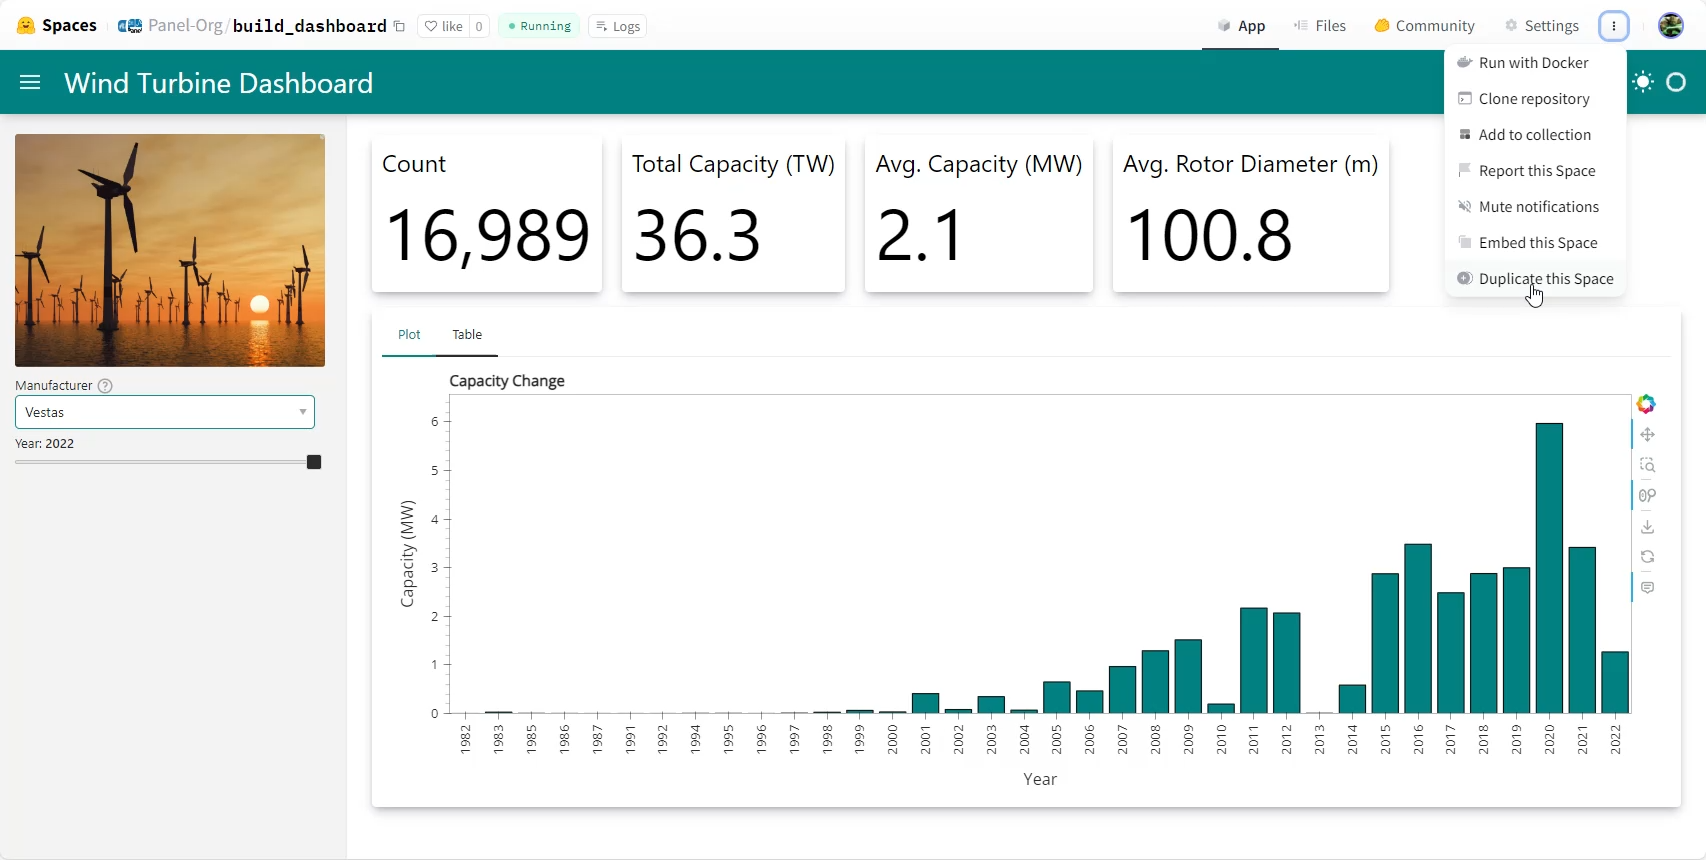 Spaces
Panel-Org/build_dashboard
like 0
Running
Logs
App
Files
Community
Settings
Run with Docker
Clone repository
Add to collection
Report this Space
Mute notifications
Embed this Space
Duplicate this Space
Wind Turbine Dashboard
Count
16,989
Total Capacity (TW)
36.3
Avg. Capacity (MW)
2.1
Avg. Rotor Diameter (m)
100.8
Manufacturer ?
Vestas
Year: 2022
Plot
Table
Capacity Change
Capacity (MW)
6
5
4
3
2
1
0
1982
1983
1985
1986
1987
1991
1992
1994
1995
1996
1997
1998
1999
2000
2001
2002
2003
2004
2005
2006
2007
2008
2009
2010
2011
2012
2013
2014
2015
2016
2017
2018
2019
2020
2021
2022
Year